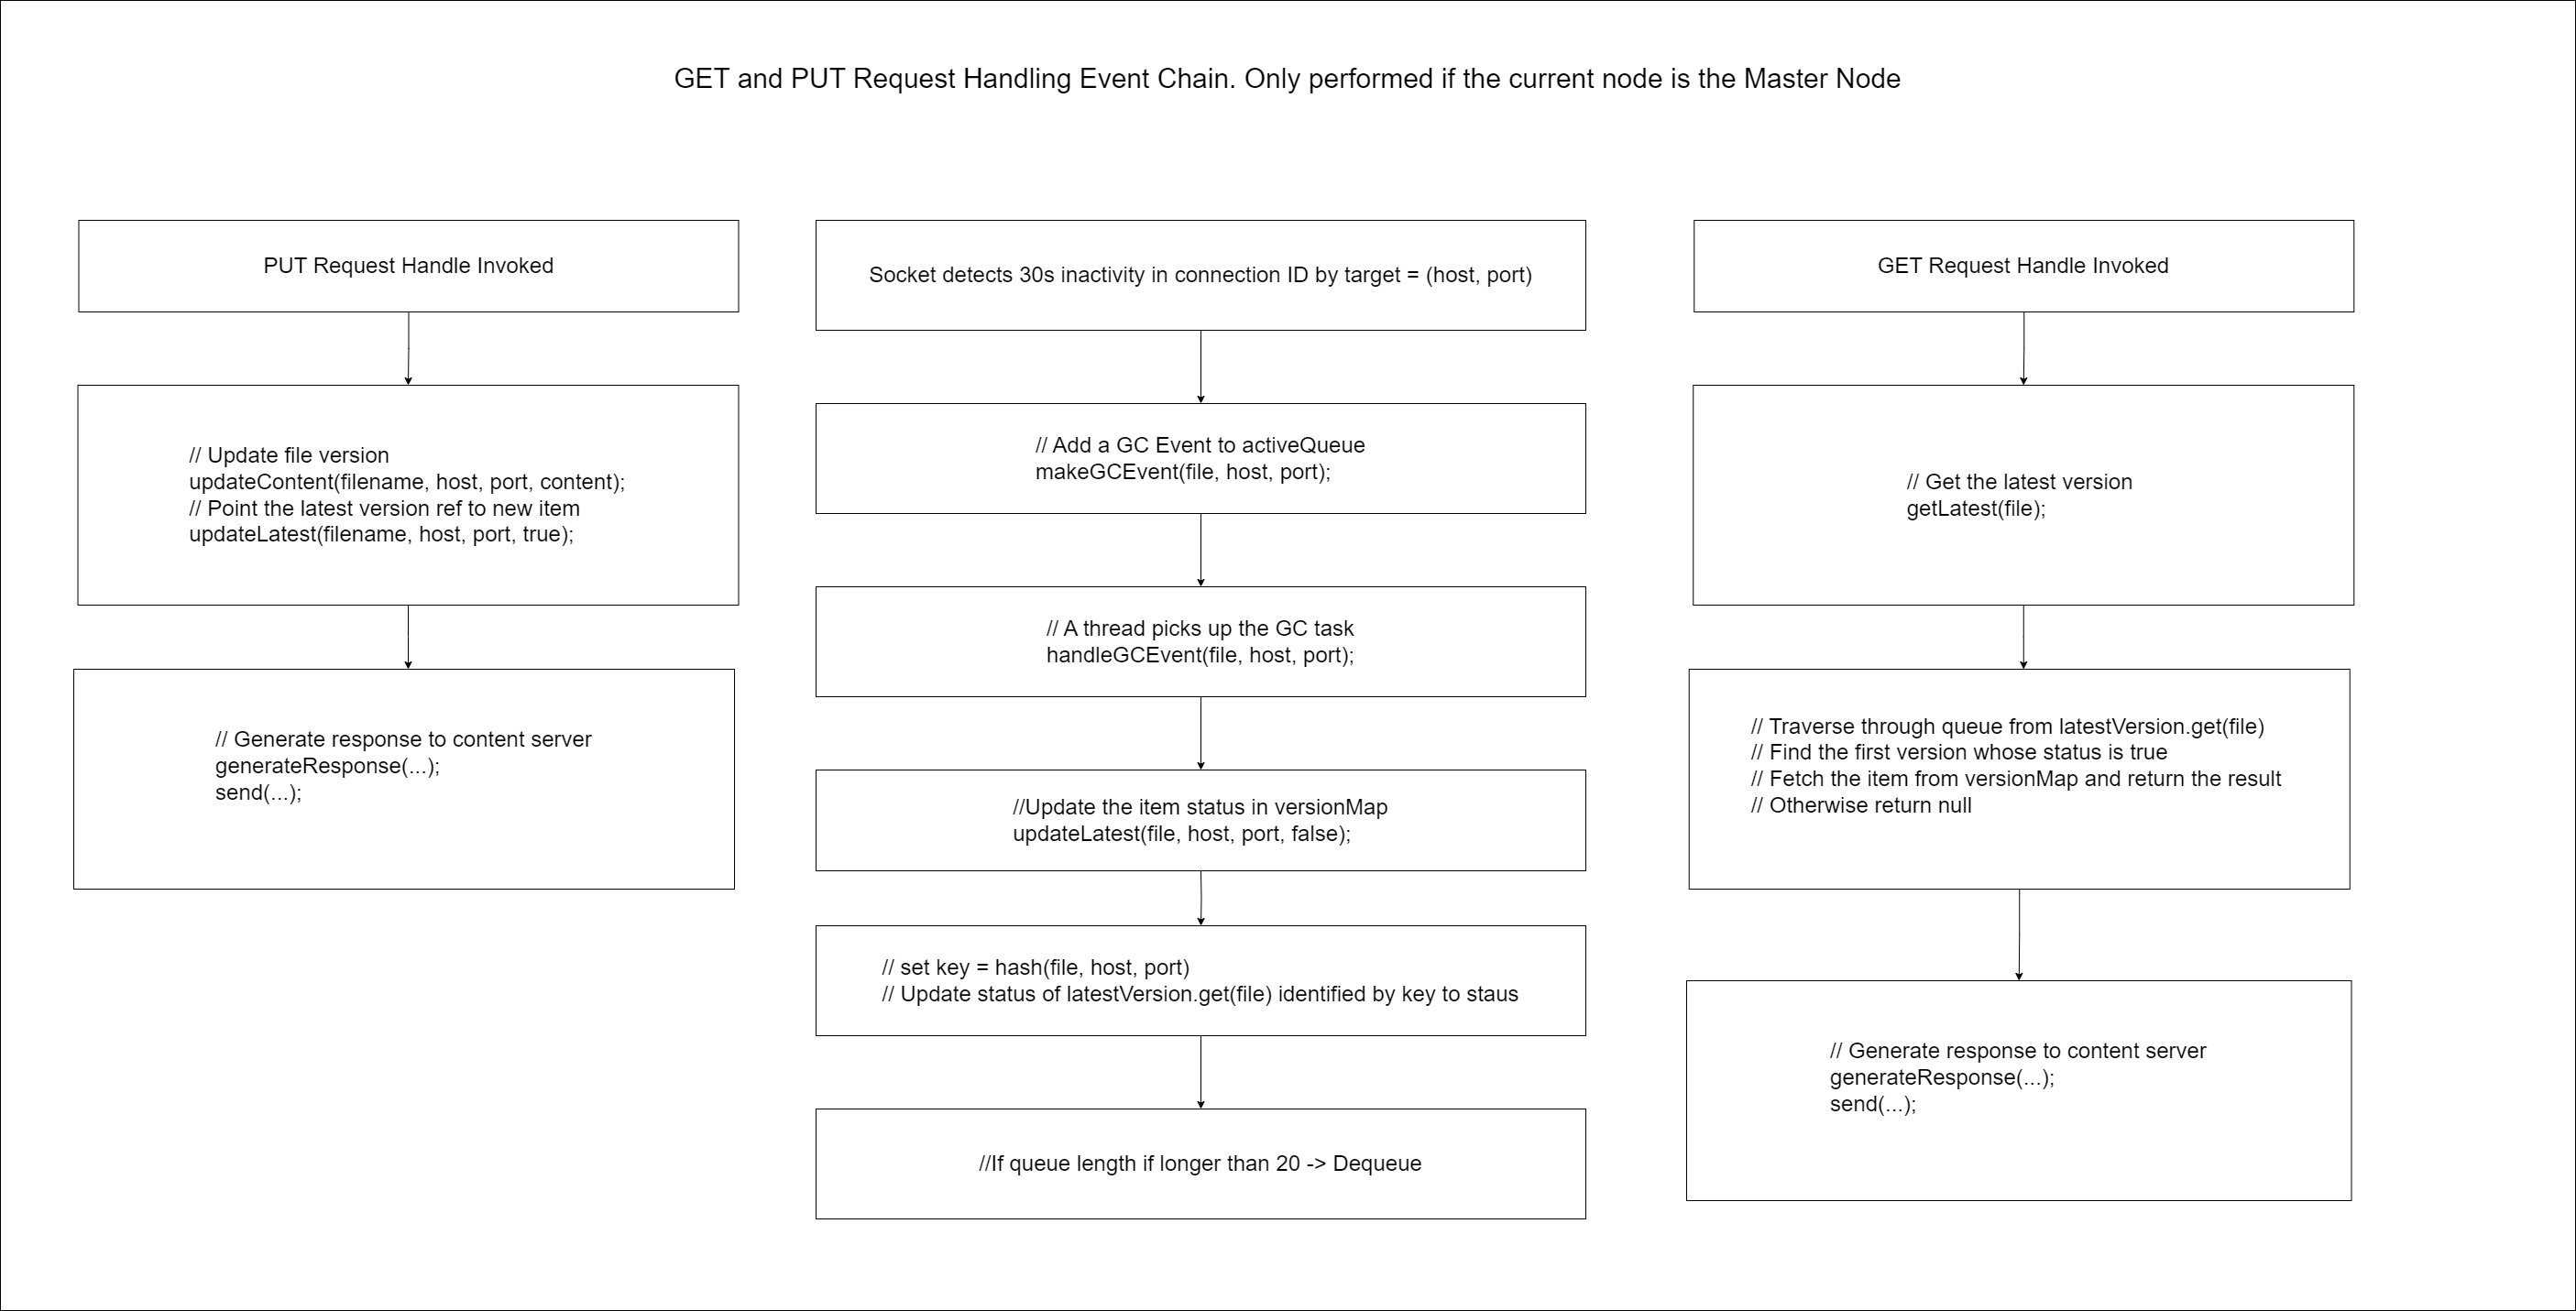 GET and PUT Request Handling Event Chain. Only performed if the current node is the Master Node
PUT Request Handle Invoked
// Update file version
updateContent(filename, host, port, content);
// Point the latest version ref to new item
updateLatest(filename, host, port, true);
// Generate response to content server
generateResponse(...);
send(...);
Socket detects 30s inactivity in connection ID by target = (host, port)
// Add a GC Event to activeQueue
makeGCEvent(file, host, port);
// A thread picks up the GC task
handleGCEvent(file, host, port);
//Update the item status in versionMap
updateLatest(file, host, port, false);
// set key = hash(file, host, port)
// Update status of latestVersion.get(file) identified by key to staus
//If queue length if longer than 20 -> Dequeue
GET Request Handle Invoked
// Get the latest version
getLatest(file);
// Traverse through queue from latestVersion.get(file)
// Find the first version whose status is true
// Fetch the item from versionMap and return the result
// Otherwise return null
// Generate response to content server
generateResponse(...);
send(...);